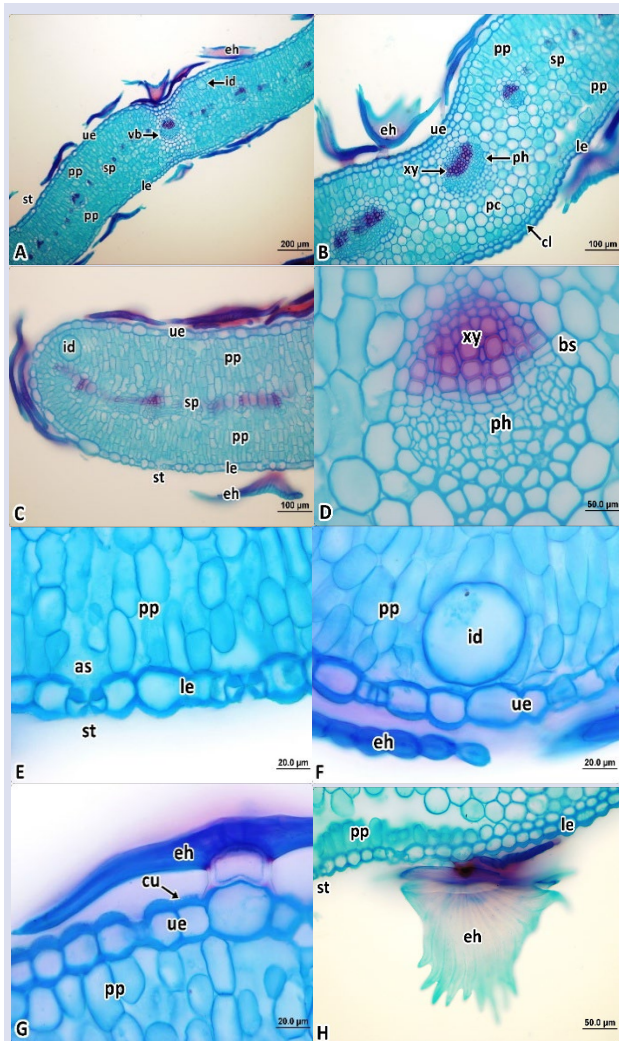 eh
id
ue
vb
pp
sp
le
st
pp
A
200 µm
pp
sp
eh
ue
pp
ph
le
xy
pc
cl
B
100 µm
ue
id
pp
sp
pp
le
st
eh
C
100 µm
xy
bs
ph
D
50.0 µm
pp
as
le
st
E
20.0 µm
pp
id
ue
eh
F
20.0 µm
eh
cu
ue
pp
G
20.0 µm
pp
le
st
eh
H
50.0 µm